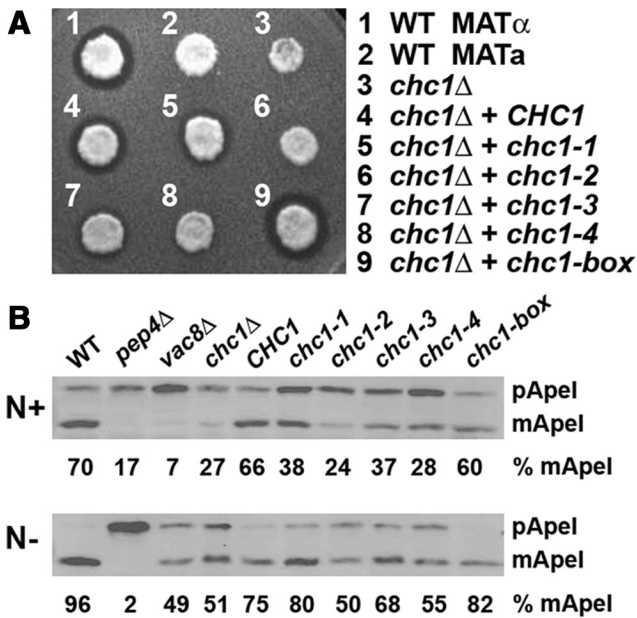 A
1 2 3
4 5 6
7 8 9
1 WT MATα
2 WT MATa
3 chc1Δ
4 chc1Δ + CHC1
5 chc1Δ + chc1-1
6 chc1Δ + chc1-2
7 chc1Δ + chc1-3
8 chc1Δ + chc1-4
9 chc1Δ + chc1-box
B
WT pep4Δ vac8Δ chc1Δ CHC1 chc1-1 chc1-2 chc1-3 chc1-4 chc1-box
N+
pApeI
mApeI
70 17 7 27 66 38 24 37 28 60 % mApeI
N-
pApeI
mApeI
96 2 49 51 75 80 50 68 55 82 % mApeI